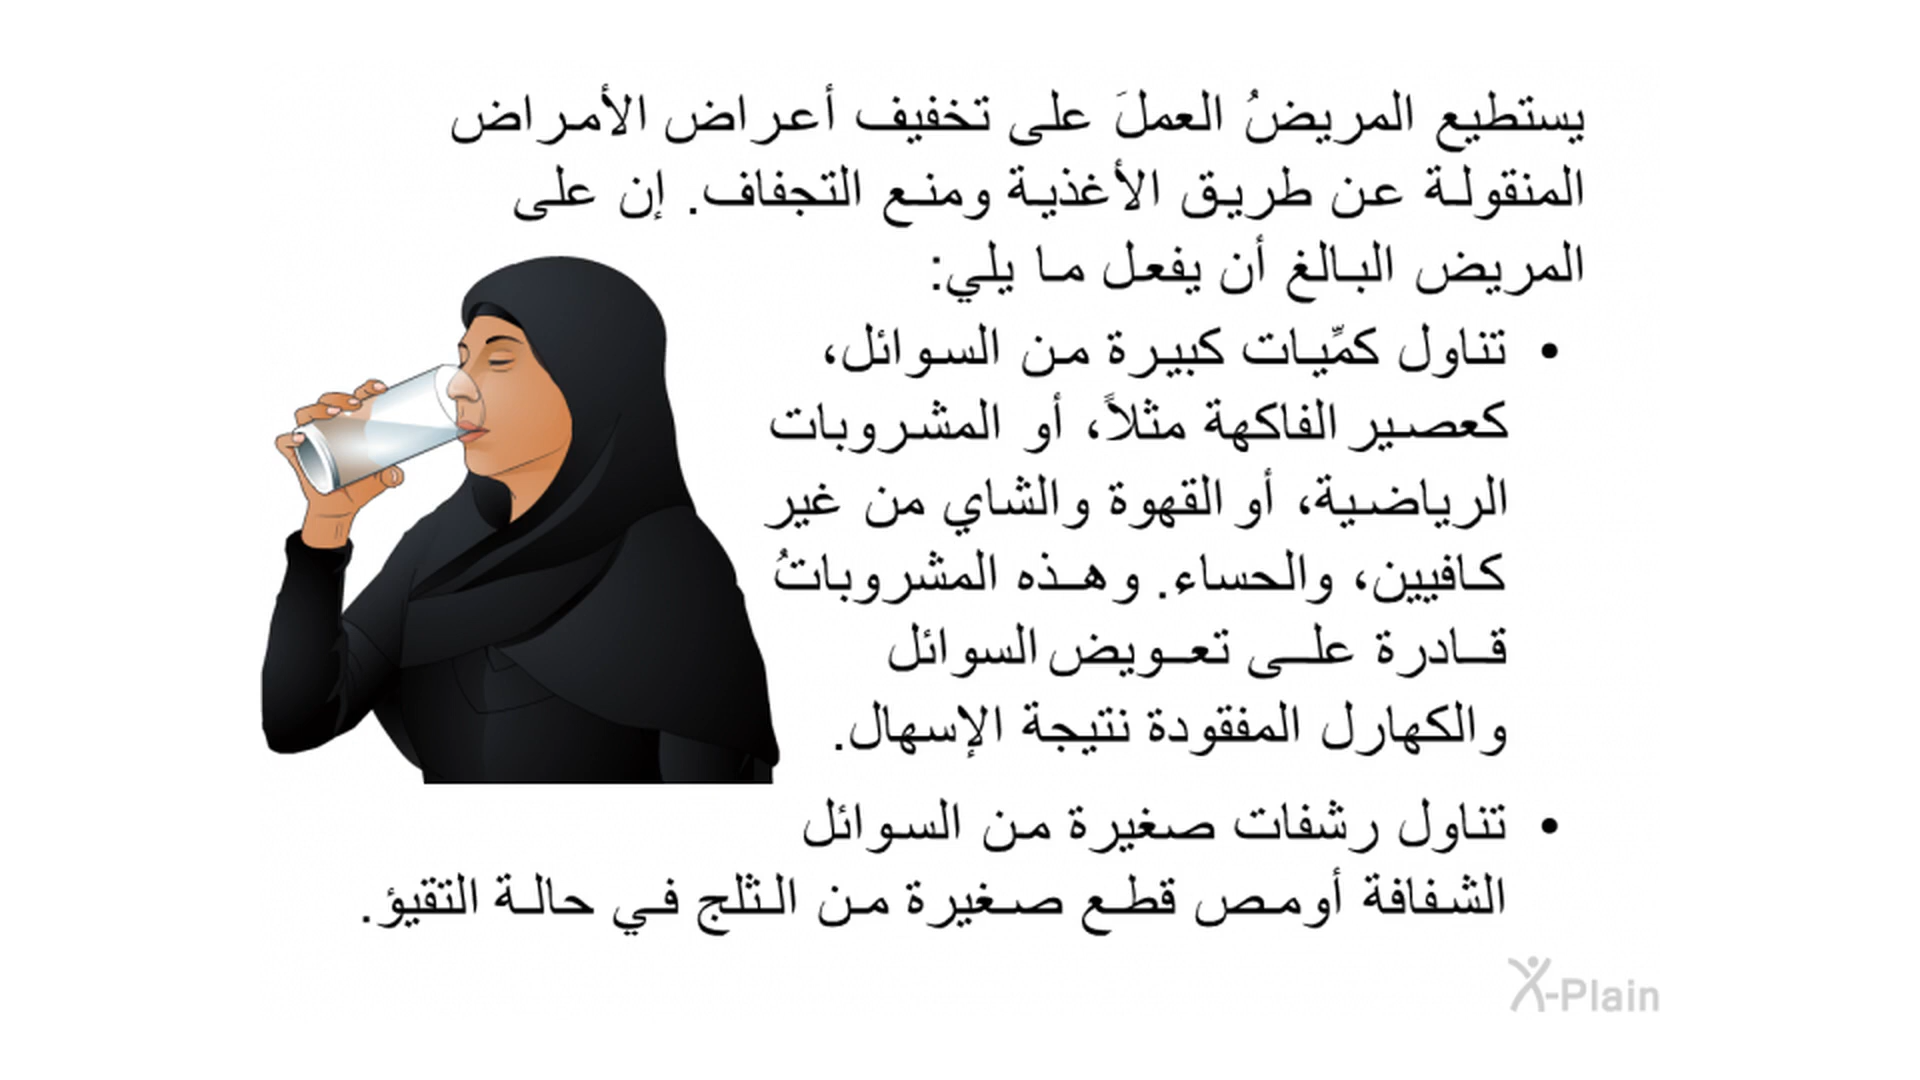 يستطيع المريضُ العملَ على تخفيف أعراض الأمراض
المنقولة عن طريق الأغذية ومنع التجفاف. إن على
المريض البالغ أن يفعل ما يلي:
• تناول كمِّيات كبيرة من السوائل،
كعصير الفاكهة مثلاً، أو المشروبات
الرياضية، أو القهوة والشاي من غير
كافيين، والحساء. وهذه المشروباتُ
قادرة على تعويض السوائل
والكهارل المفقودة نتيجة الإسهال.
• تناول رشفات صغيرة من السوائل
الشفافة أومص قطع صغيرة من الثلج في حالة التقيؤ.
X-Plain